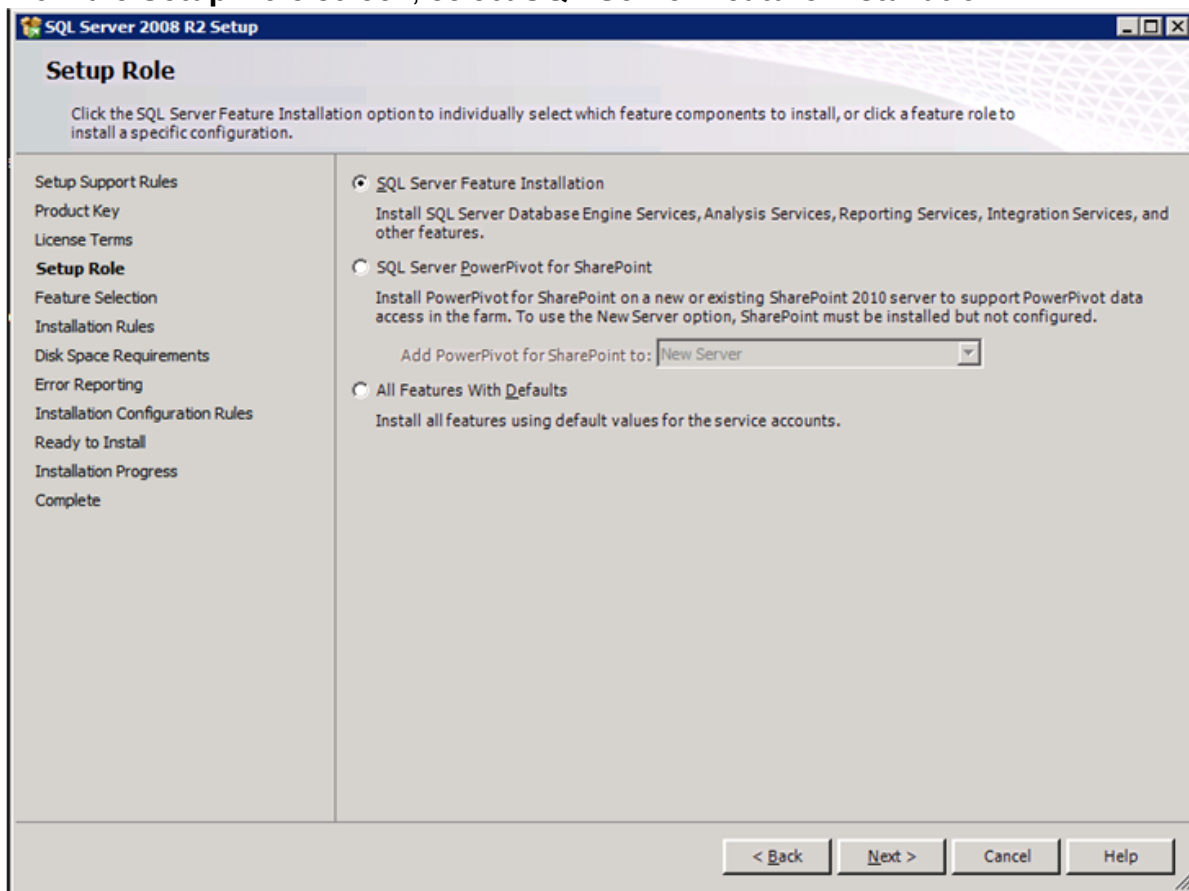 SQL Server 2008 R2 Setup
Setup Role
Click the SQL Server Feature Installation option to individually select which feature components to install, or click a feature role to
install a specific configuration.
Setup Support Rules
Product Key
License Terms
Setup Role
Feature Selection
Installation Rules
Disk Space Requirements
Error Reporting
Installation Configuration Rules
Ready to Install
Installation Progress
Complete
SQL Server Feature Installation
Install SQL Server Database Engine Services, Analysis Services, Reporting Services, Integration Services, and
other features.
SQL Server PowerPivot for SharePoint
Install PowerPivot for SharePoint on a new or existing SharePoint 2010 server to support PowerPivot data
access in the farm. To use the New Server option, SharePoint must be installed but not configured.
Add PowerPivot for SharePoint to: New Server
All Features With Defaults
Install all features using default values for the service accounts.
< Back Next > Cancel Help